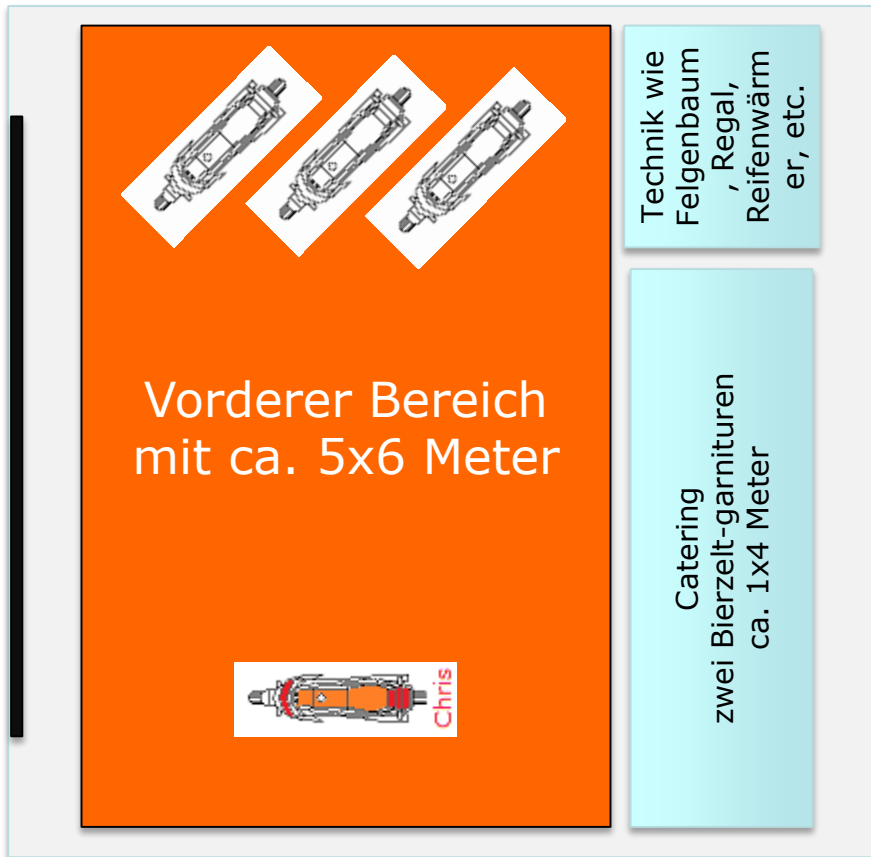 Vorderer Bereich
mit ca. 5x6 Meter
Technik wie
Felgenbaum
, Regal,
Reifenwärm
er, etc.
Catering
zwei Bierzelt-garnituren
ca. 1x4 Meter
Chris